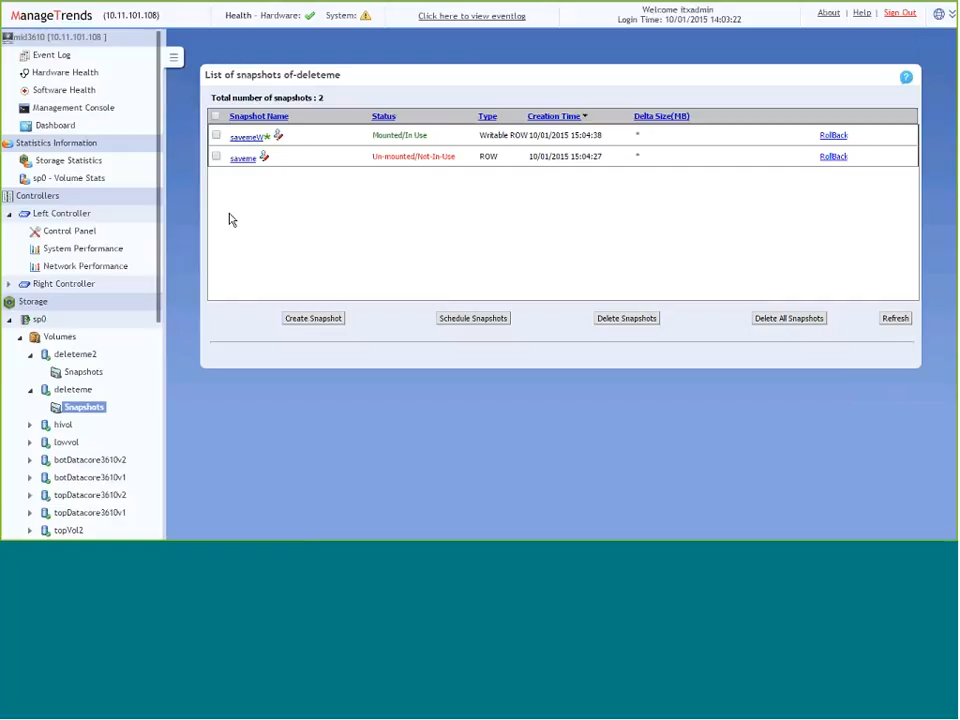 ManageTrends (10.11.101.108) Health - Hardware: System: Click here to view eventlog Welcome itxadmin About | Help | Sign Out
Login Time: 10/01/2015 14:03:22
mid3610 [10.11.101.108 ]
Event Log
Hardware Health
Software Health
Management Console
Dashboard
Statistics Information
Storage Statistics
sp0 - Volume Stats
Controllers
Left Controller
Control Panel
System Performance
Network Performance
Right Controller
Storage
sp0
Volumes
deleteme2
Snapshots
deleteme
Snapshots
hivol
lowvol
botDatacore3610v2
botDatacore3610v1
topDatacore3610v2
topDatacore3610v1
topVol2
List of snapshots of-deleteme
Total number of snapshots : 2
Snapshot Name Status Type Creation Time Delta Size(MB)
savemeW* Mounted/In Use Writable ROW 10/01/2015 15:04:38 * RollBack
saveme Un-mounted/Not-In-Use ROW 10/01/2015 15:04:27 * RollBack
Create Snapshot Schedule Snapshots Delete Snapshots Delete All Snapshots Refresh